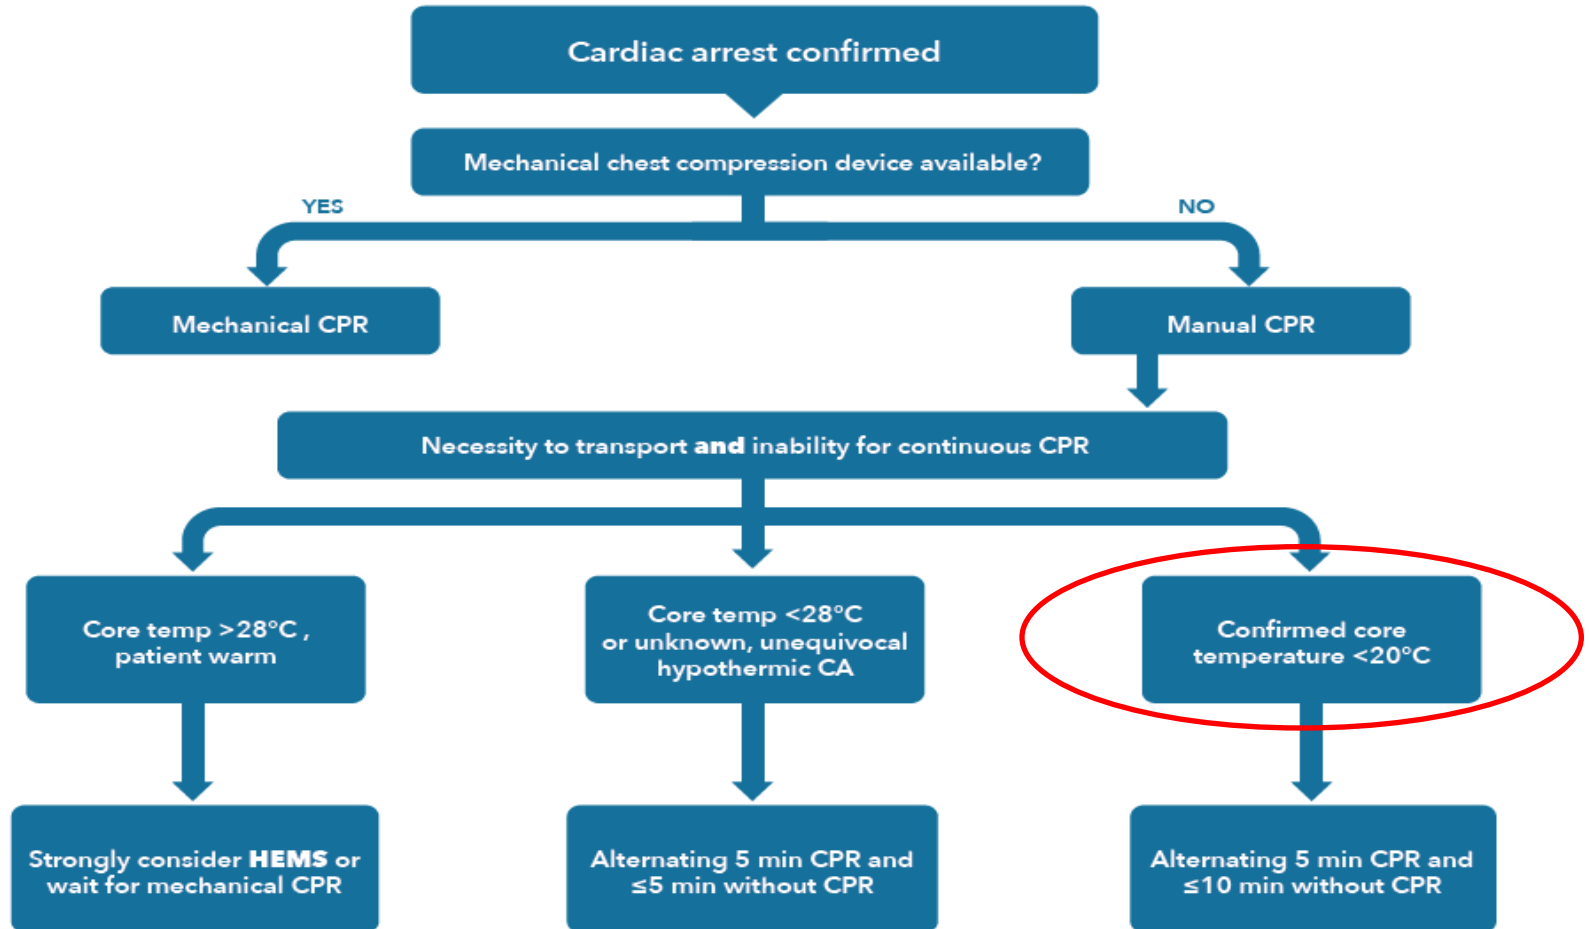 Cardiac arrest confirmed
Mechanical chest compression device available?
YES
NO
Mechanical CPR
Manual CPR
Necessity to transport and inability for continuous CPR
Core temp >28°C ,
patient warm
Core temp <28°C
or unknown, unequivocal
hypothermic CA
Confirmed core
temperature <20°C
Strongly consider HEMS or
wait for mechanical CPR
Alternating 5 min CPR and
≤5 min without CPR
Alternating 5 min CPR and
≤10 min without CPR